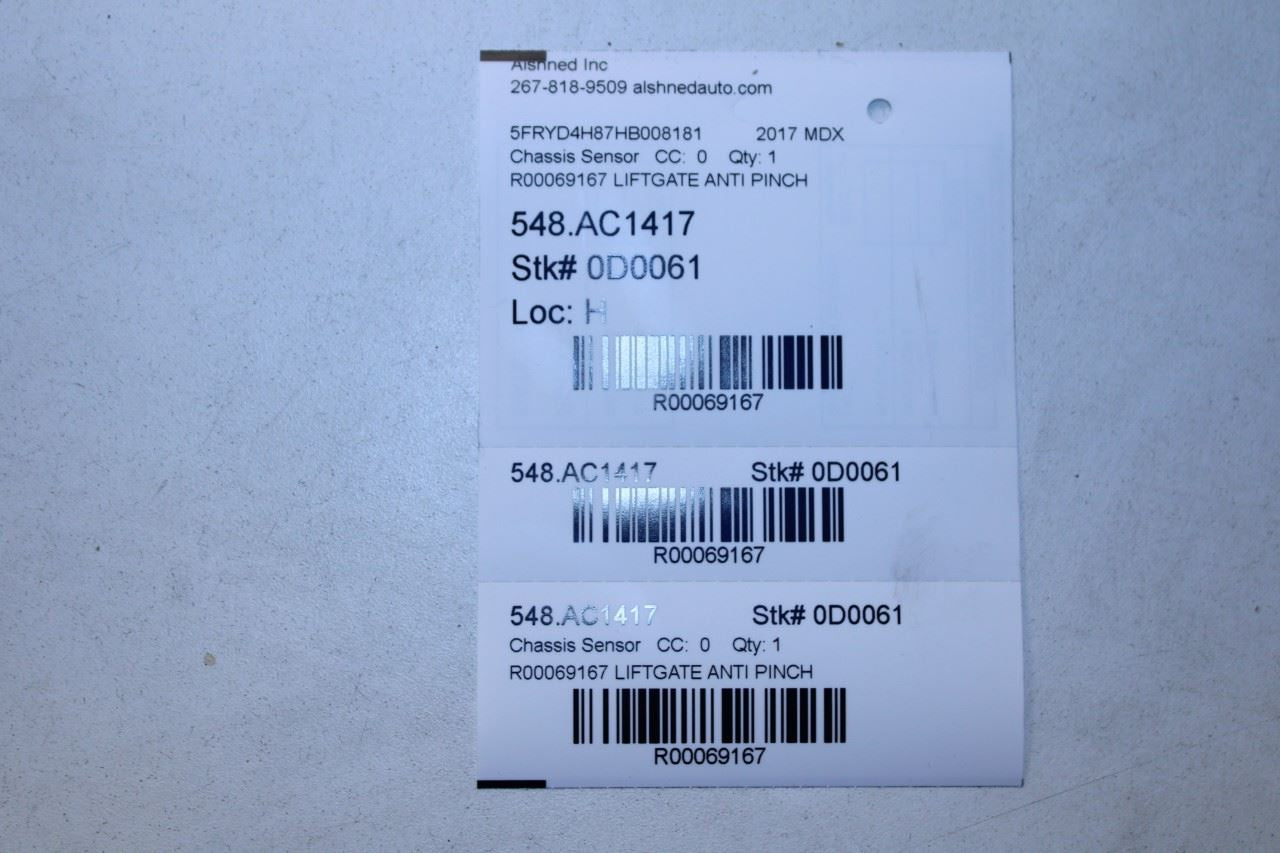 Alshned Inc
267-818-9509 alshnedauto.com
5FRYD4H87HB008181 2017 MDX
Chassis Sensor CC: 0 Qty: 1
R00069167 LIFTGATE ANTI PINCH
548.AC1417
Stk# 0D0061
Loc: H
R00069167
548.AC1417 Stk# 0D0061
R00069167
548.AC1417 Stk# 0D0061
Chassis Sensor CC: 0 Qty: 1
R00069167 LIFTGATE ANTI PINCH
R00069167